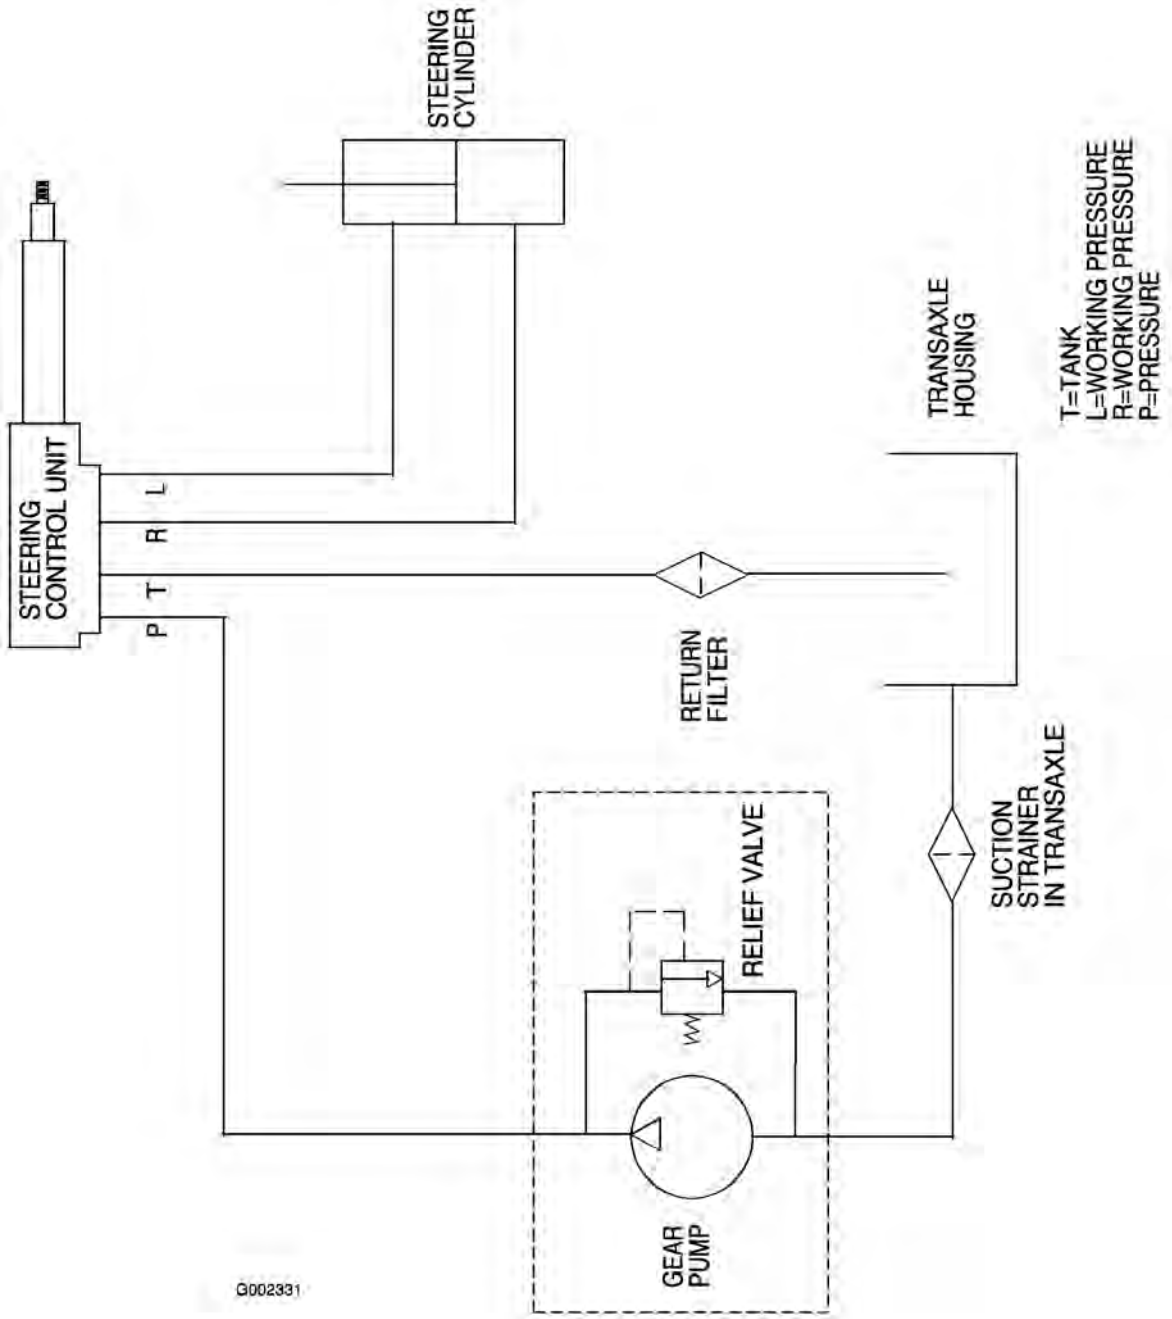 STEERING
CONTROL UNIT
P T R L
STEERING
CYLINDER
RETURN
FILTER
TRANSAXLE
HOUSING
T=TANK
L=WORKING PRESSURE
R=WORKING PRESSURE
P=PRESSURE
RELIEF VALVE
SUCTION
STRAINER
IN TRANSAXLE
GEAR
PUMP
G002331